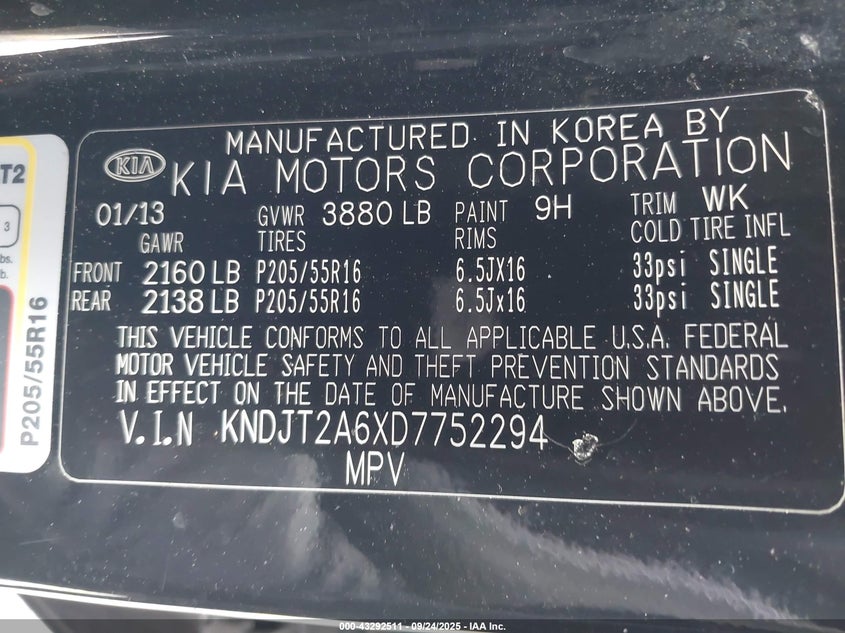 MANUFACTURED IN KOREA BY
KIA KIA MOTORS CORPORATION
01/13 GVWR 3880 LB PAINT 9H TRIM WK
GAWR TIRES RIMS COLD TIRE INFL
FRONT 2160 LB P205/55R16 6.5JX16 33psi SINGLE
REAR 2138 LB P205/55R16 6.5Jx16 33psi SINGLE
THIS VEHICLE CONFORMS TO ALL APPLICABLE U.S.A. FEDERAL
MOTOR VEHICLE SAFETY AND THEFT PREVENTION STANDARDS
IN EFFECT ON THE DATE OF MANUFACTURE SHOWN ABOVE.
V.I.N KNDJT2A6XD7752294
MPV
T2
3
bs.
b.
P205/55R16
000-43292511 - 09/24/2025 - IAA Inc.